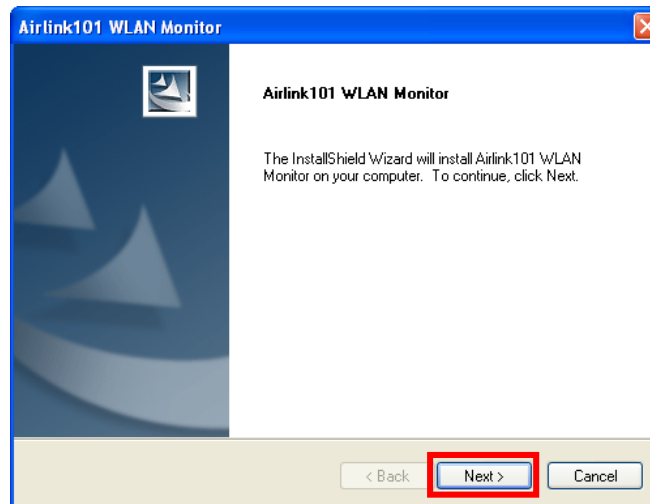 Airlink101 WLAN Monitor
Airlink101 WLAN Monitor
The InstallShield Wizard will install Airlink101 WLAN
Monitor on your computer. To continue, click Next.
< Back Next > Cancel